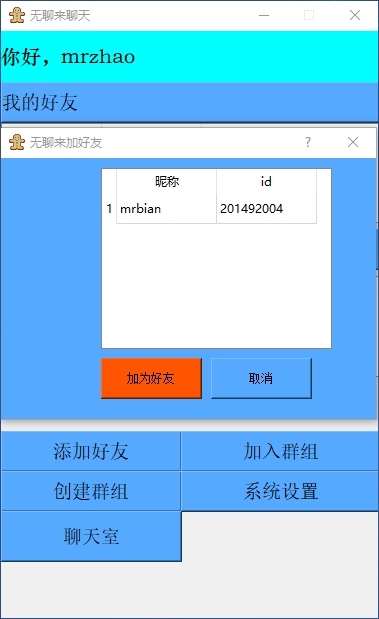 无聊来聊天
你好，mrzhao
我的好友
无聊来加好友 ?
昵称 id
1 mrbian 201492004
加为好友 取消
添加好友 加入群组
创建群组 系统设置
聊天室